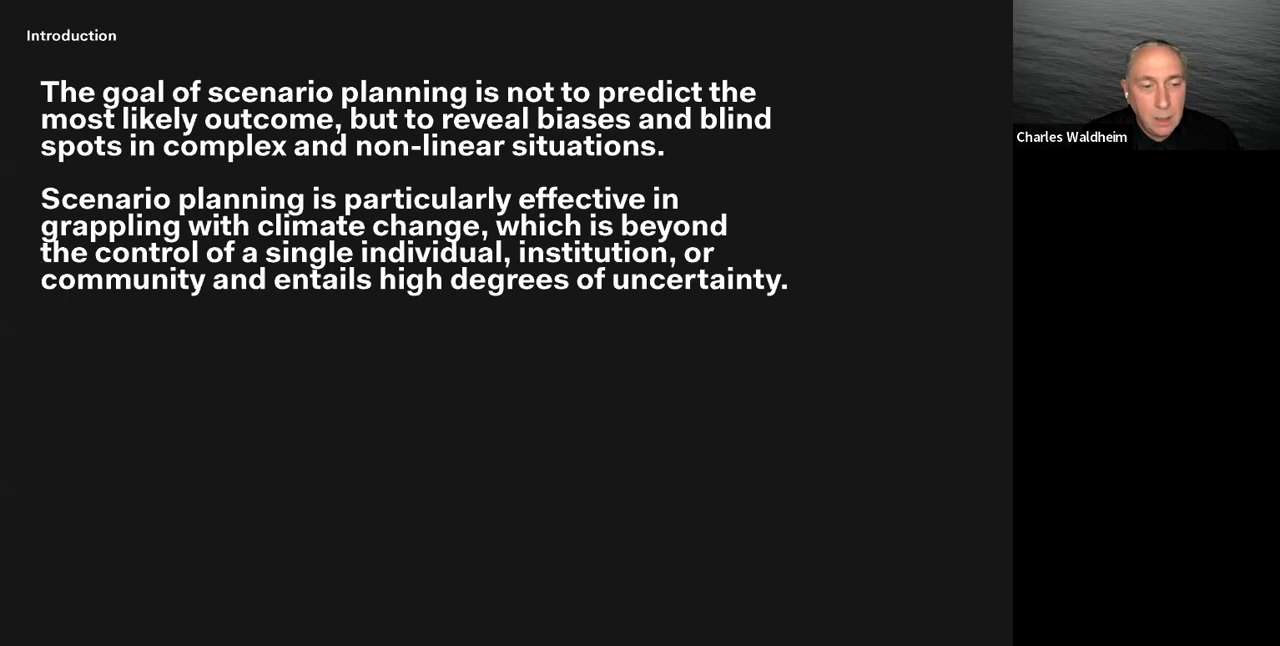 Introduction
The goal of scenario planning is not to predict the
most likely outcome, but to reveal biases and blind
spots in complex and non-linear situations.
Scenario planning is particularly effective in
grappling with climate change, which is beyond
the control of a single individual, institution, or
community and entails high degrees of uncertainty.
Charles Waldheim